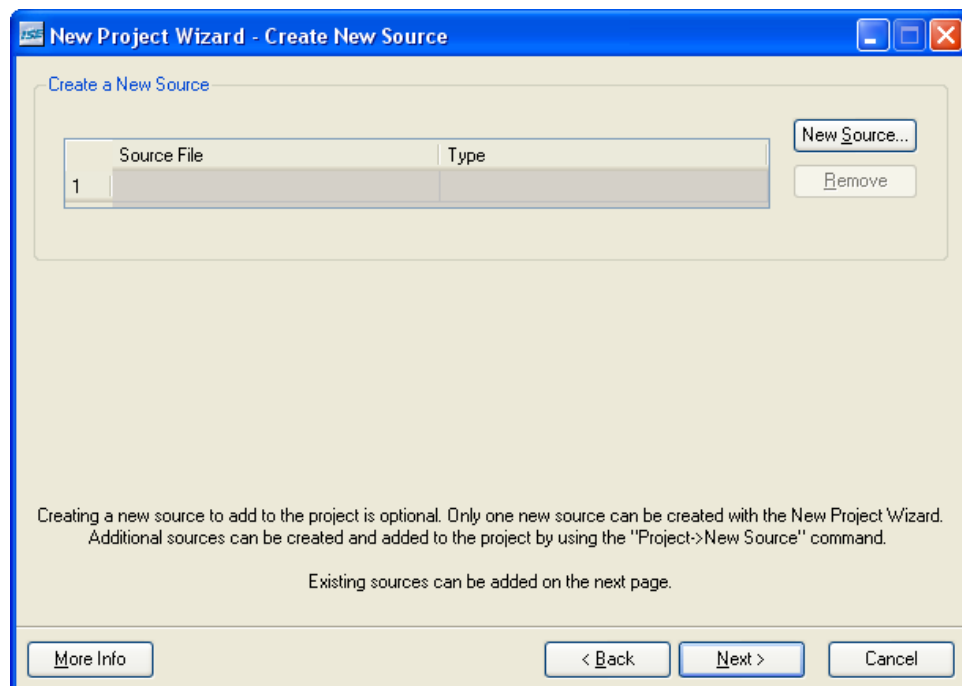 ISE New Project Wizard - Create New Source
Create a New Source
Source File Type
1
New Source...
Remove
Creating a new source to add to the project is optional. Only one new source can be created with the New Project Wizard.
Additional sources can be created and added to the project by using the "Project->New Source" command.
Existing sources can be added on the next page.
More Info
< Back
Next >
Cancel